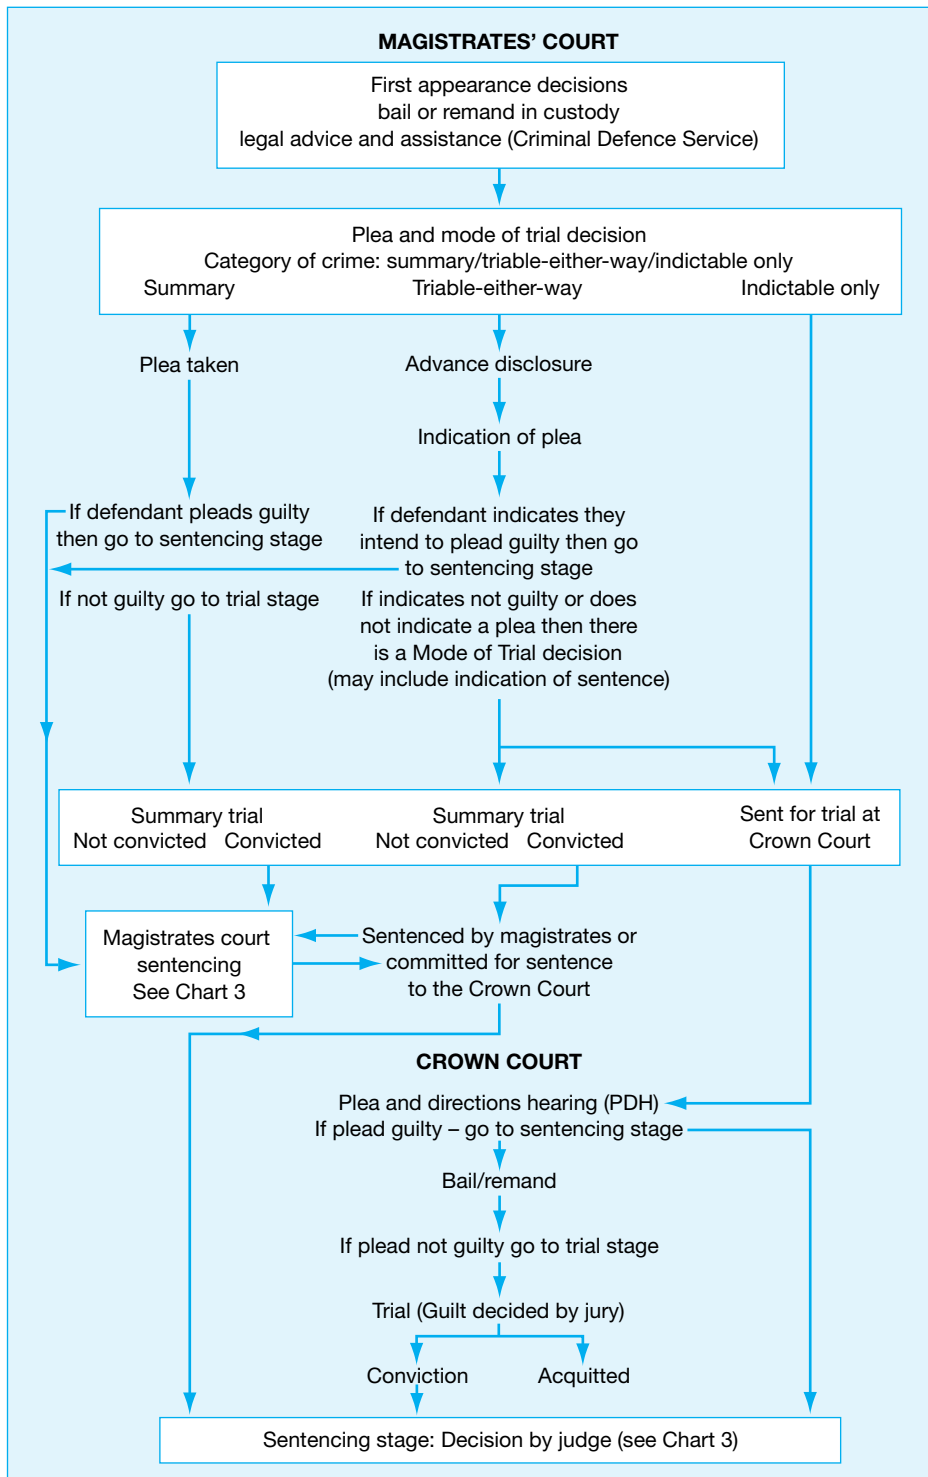 MAGISTRATES’ COURT
First appearance decisions
bail or remand in custody
legal advice and assistance (Criminal Defence Service)
Plea and mode of trial decision
Category of crime: summary/triable-either-way/indictable only
Summary
Triable-either-way
Indictable only
Plea taken
Advance disclosure
Indication of plea
If defendant pleads guilty
then go to sentencing stage
If defendant indicates they
intend to plead guilty then go
to sentencing stage
If not guilty go to trial stage
If indicates not guilty or does
not indicate a plea then there
is a Mode of Trial decision
(may include indication of sentence)
Summary trial
Not convicted Convicted
Summary trial
Not convicted Convicted
Sent for trial at
Crown Court
Magistrates court
sentencing
See Chart 3
Sentenced by magistrates or
committed for sentence
to the Crown Court
CROWN COURT
Plea and directions hearing (PDH)
If plead guilty – go to sentencing stage
Bail/remand
If plead not guilty go to trial stage
Trial (Guilt decided by jury)
Conviction
Acquitted
Sentencing stage: Decision by judge (see Chart 3)